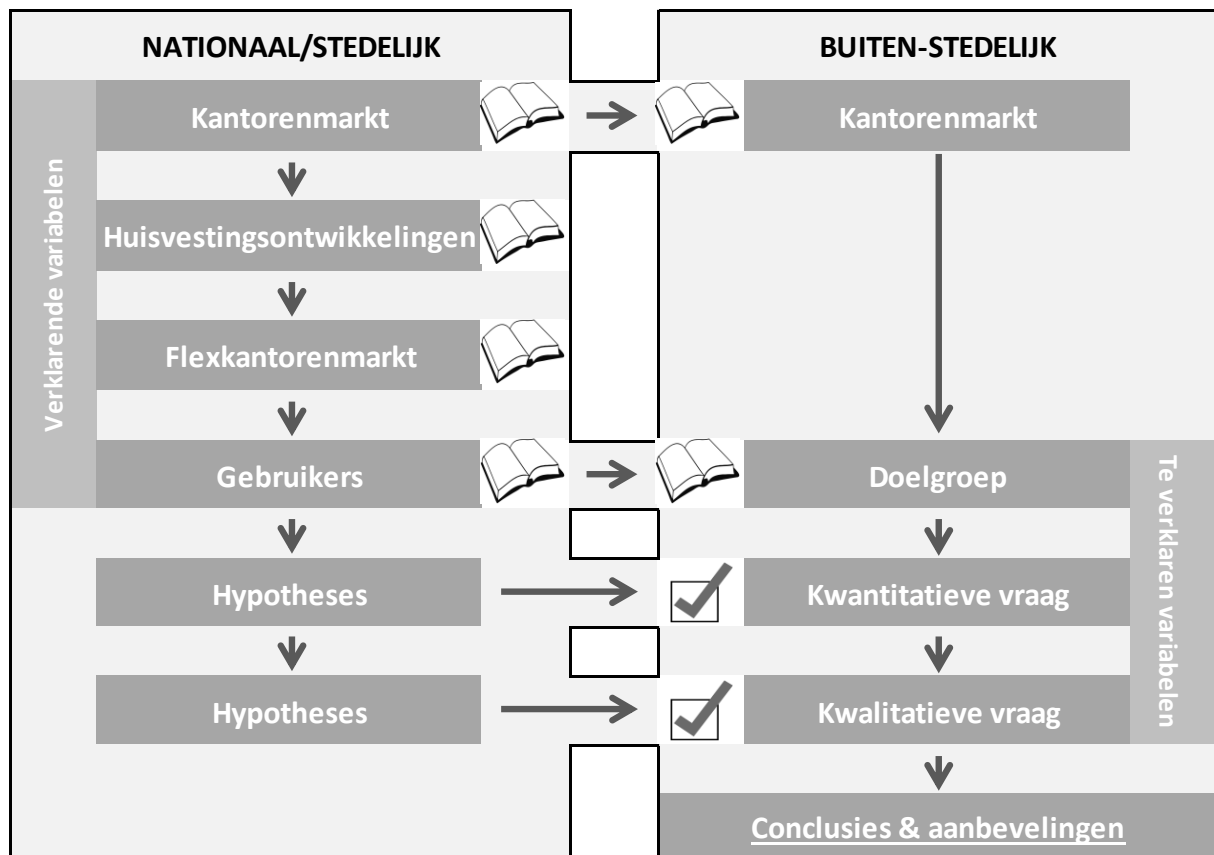 NATIONAAL/STEDELIJK
Verklarende variabelen
Kantorenmarkt
Huisvestingsontwikkelingen
Flexkantorenmarkt
Gebruikers
Hypotheses
Hypotheses
BUITEN-STEDELIJK
Kantorenmarkt
Doelgroep
Kwantitatieve vraag
Kwalitatieve vraag
Te verklaren variabelen
Conclusies & aanbevelingen